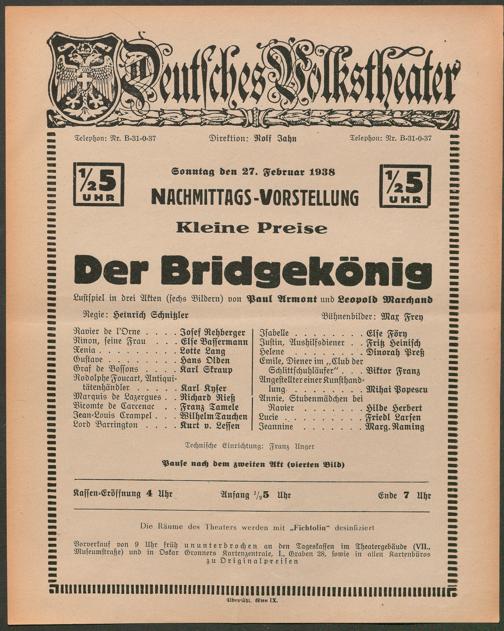 Deutsches Volkstheater
Telephon: Nr. B-31-0-37 Direktion: Rolf Jahn Telephon: Nr. B-31-0-37
1/2 5 UHR
Sonntag den 27. Februar 1938
NACHMITTAGS-VORSTELLUNG
1/2 5 UHR
Kleine Preise
Der Bridgekönig
Lustspiel in drei Akten (sechs Bildern) von Paul Armont und Leopold Marchand
Regie: Heinrich Schnitzler Bühnenbilder: Max Frey
Xavier de l'Orne . . . . Josef Rehberger
Ninon, seine Frau . . . . Else Bassermann
Xenia . . . . . . . . Lotte Lang
Gustave . . . . . . . Hans Olden
Graf de Bossons . . . . Karl Skraup
Rodolphe Foucart, Antiqui-
tätenhändler . . . . . Karl Kyser
Marquis de Lazergues . . . Richard Rieß
Vicomte de Carcenac . . . Franz Tamele
Jean-Louis Crampel . . . Wilhelm Tauchen
Lord Barrington . . . . Kurt v. Lessen
Isabelle . . . . . . . Else Föry
Justin, Aushilfsdiener . . Fritz Heinisch
Helene . . . . . . . Dinorah Preß
Emile, Diener im „Club der
Schlittschuhläufer" . . . Viktor Franz
Angestellter einer Kunsthand-
lung . . . . . . . . Mihai Popescu
Annie, Stubenmädchen bei
Xavier . . . . . . . Hilde Herbert
Lucie . . . . . . . . Friedl Larsen
Jeannine . . . . . . . Marg. Raming
Technische Einrichtung: Franz Unger
Pause nach dem zweiten Akt (vierten Bild)
Kassen-Eröffnung 4 Uhr Anfang 1/2 5 Uhr Ende 7 Uhr
Die Räume des Theaters werden mit „Fichtolin" desinfiziert
Vorverkauf von 9 Uhr früh ununterbrochen an den Tageskassen im Theatergebäude (VII.,
Museumstraße) und in Oskar Gronners Kartenzentrale, I., Graben 28, sowie in allen Kartenbüros
zu Originalpreisen